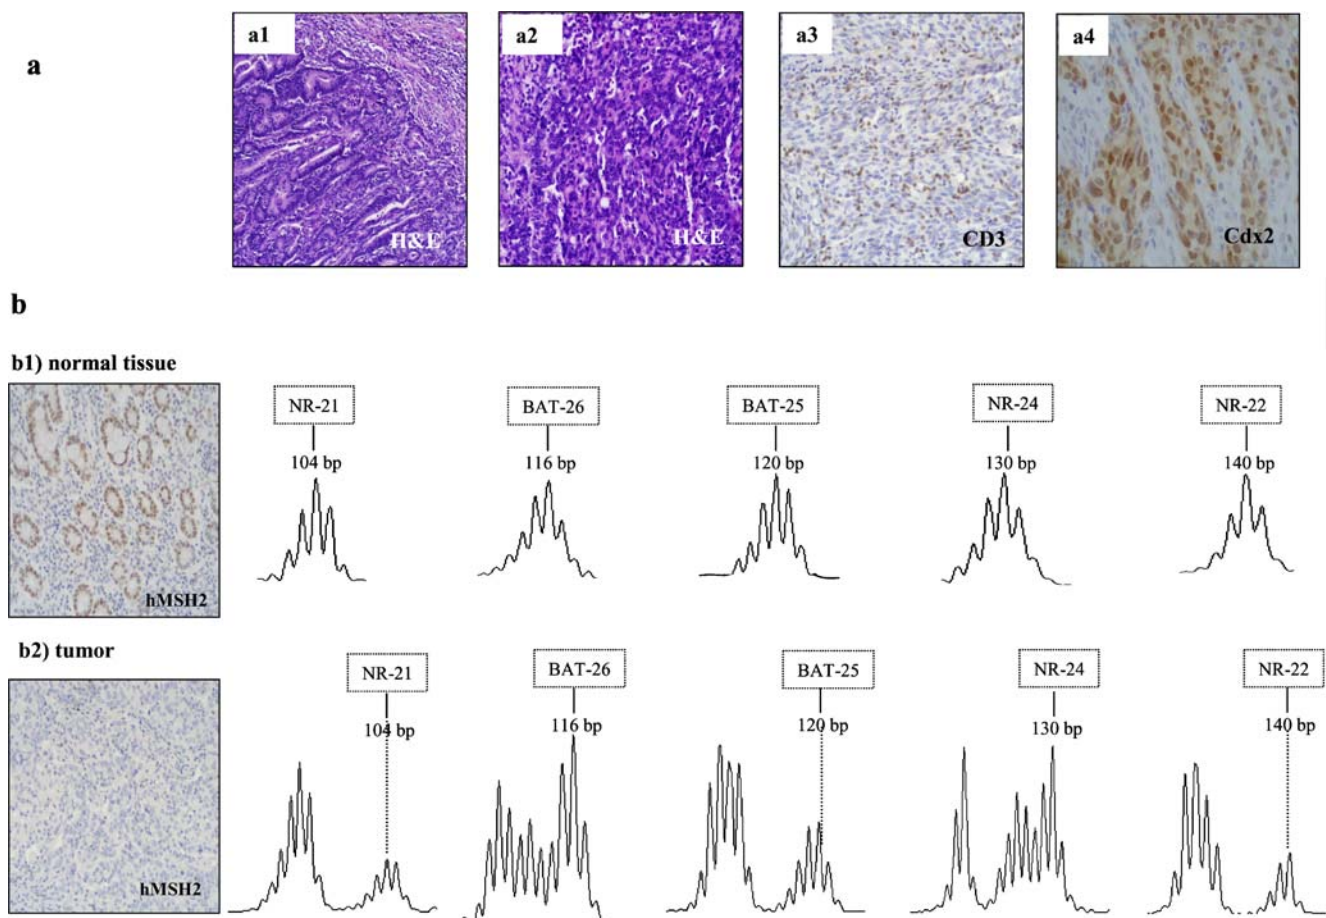 a
a1
a2
a3
a4
H&E
H&E
CD3
Cdx2
b
b1) normal tissue
NR-21
BAT-26
BAT-25
NR-24
NR-22
104 bp
116 bp
120 bp
130 bp
140 bp
hMSH2
b2) tumor
NR-21
BAT-26
BAT-25
NR-24
NR-22
104 bp
116 bp
120 bp
130 bp
140 bp
hMSH2